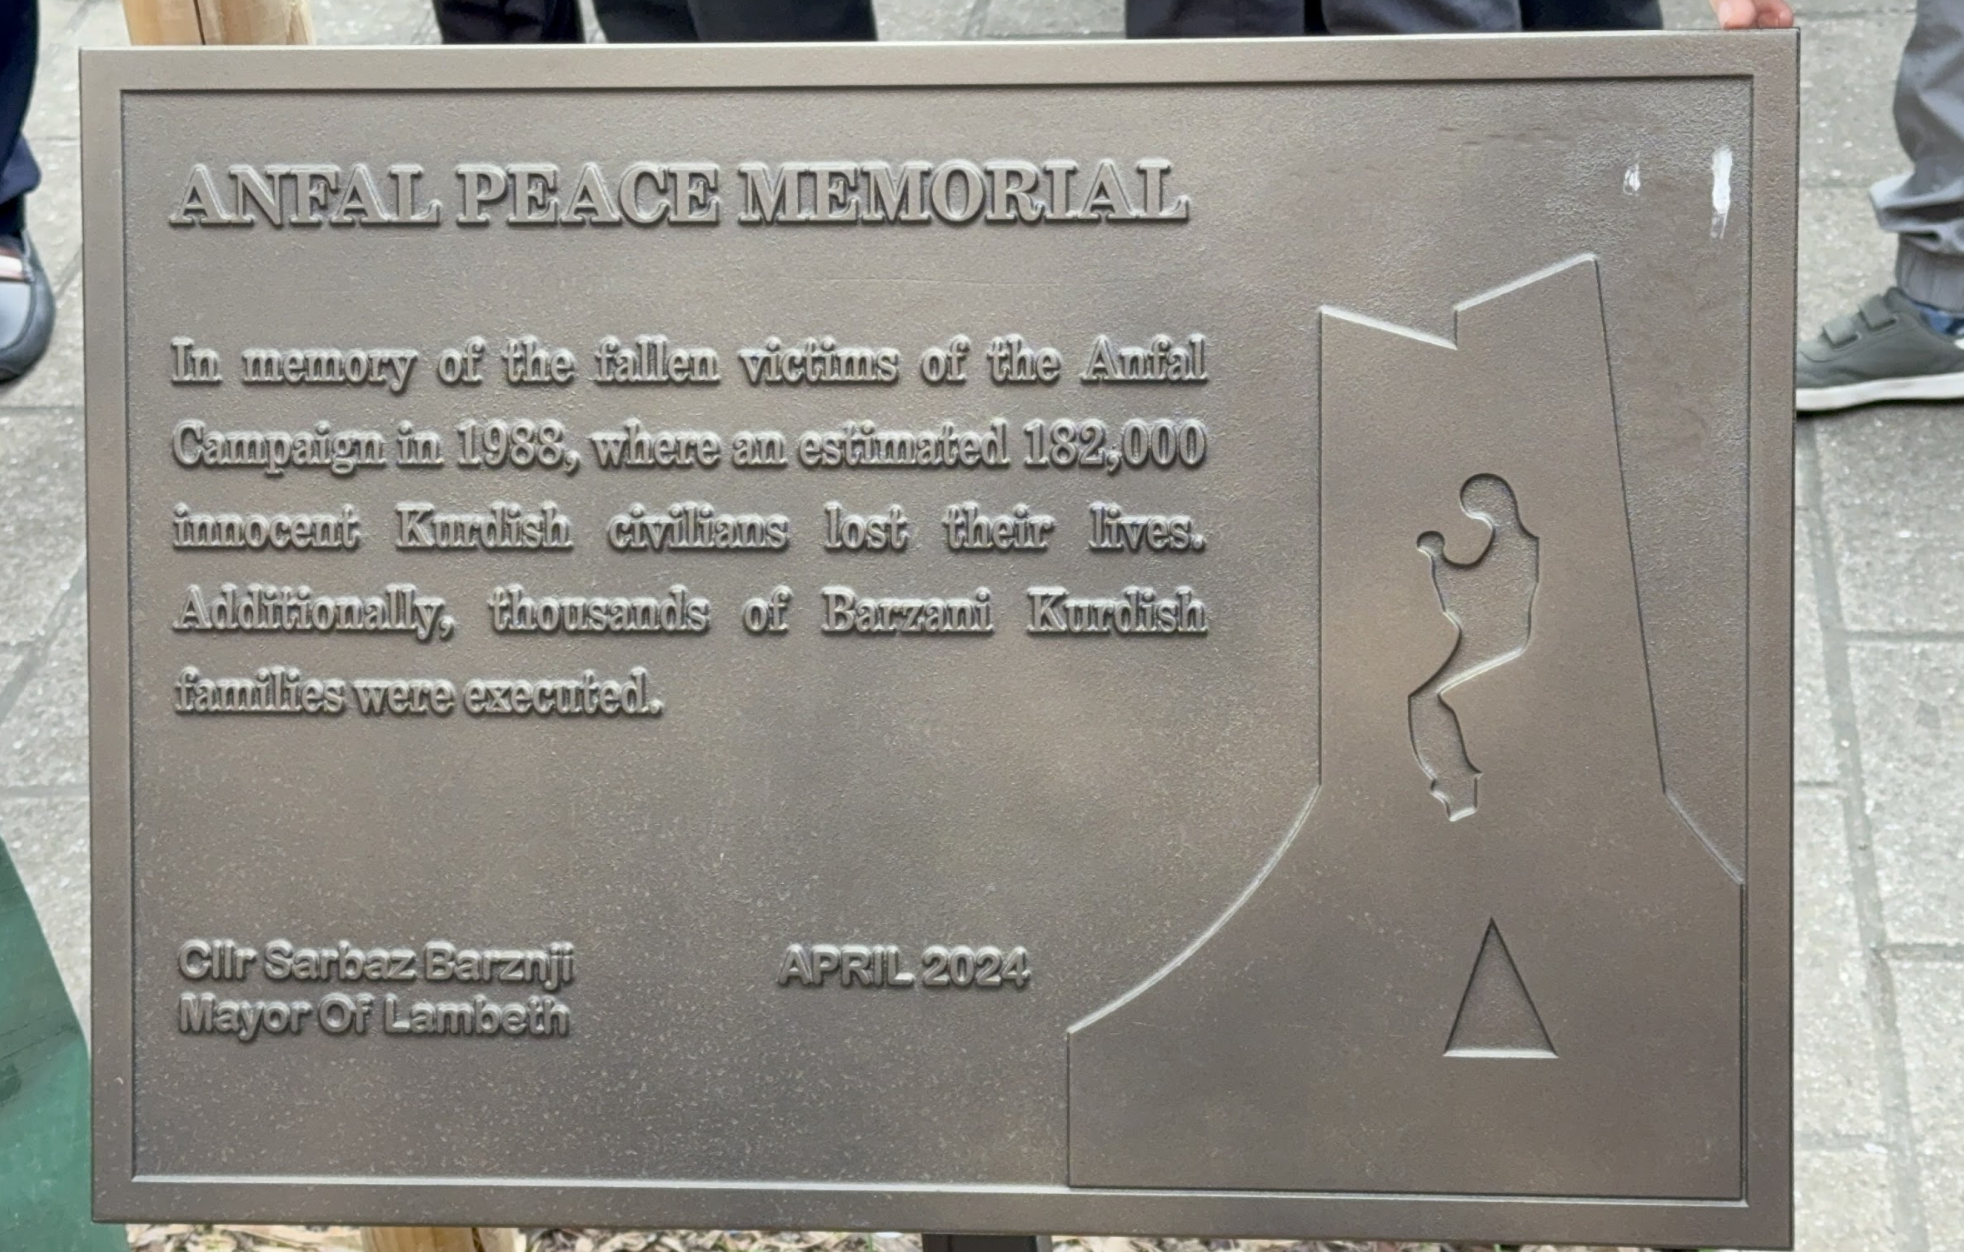 ANFAL PEACE MEMORIAL
In memory of the fallen victims of the Anfal
Campaign in 1988, where an estimated 182,000
innocent Kurdish civilians lost their lives.
Additionally, thousands of Barzani Kurdish
families were executed.
Cllr Sarbaz Barznji
Mayor Of Lambeth
APRIL 2024